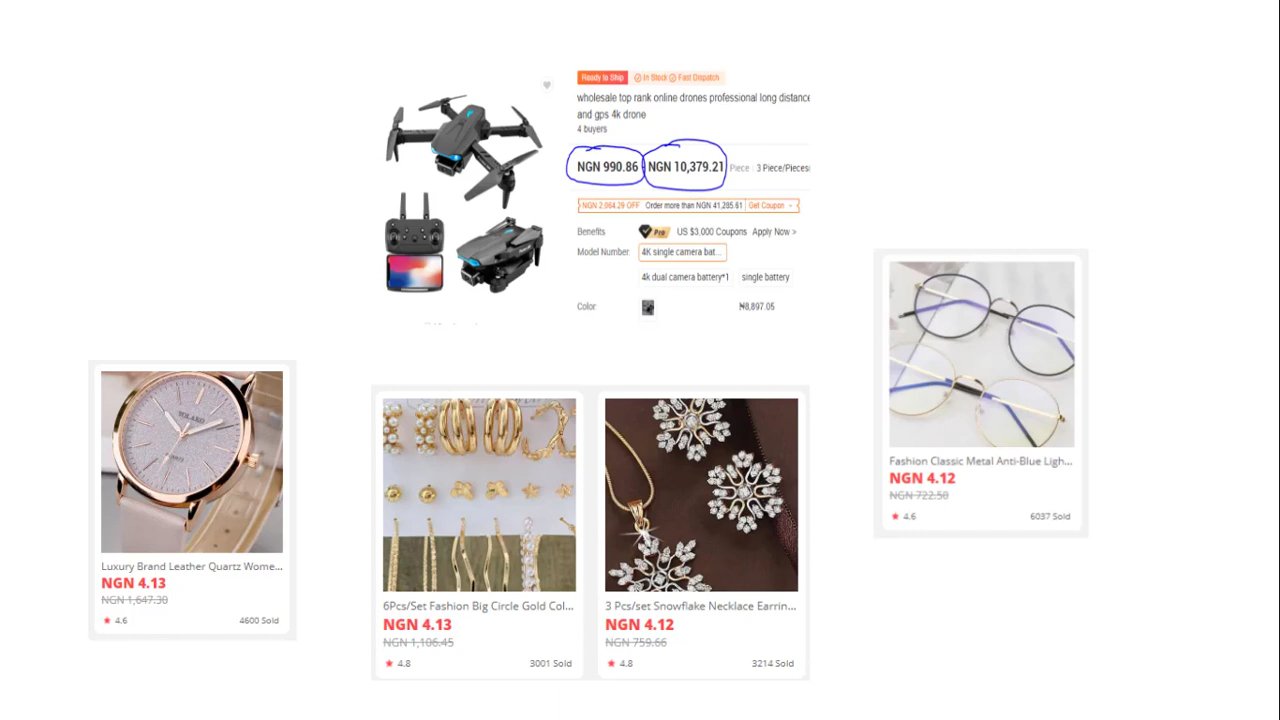 Ready to Ship In Stock Fast Dispatch
wholesale top rank online drones professional long distance
and gps 4k drone
4 buyers
NGN 990.86 NGN 10,379.21 Piece 3 Piece/Pieces
NGN 2,064.29 OFF Order more than NGN 41,285.61 Get Coupon
Benefits Pro US $3,000 Coupons Apply Now »
Model Number: 4K single camera bat...
4k dual camera battery*1 single battery
Color: ₦8,897.05
Fashion Classic Metal Anti-Blue Ligh...
NGN 4.12
NGN 722.50
4.6 6037 Sold
Luxury Brand Leather Quartz Wome...
NGN 4.13
NGN 1,647.30
4.6 4600 Sold
6Pcs/Set Fashion Big Circle Gold Col...
NGN 4.13
NGN 1,106.45
4.8 3001 Sold
3 Pcs/set Snowflake Necklace Earrin...
NGN 4.12
NGN 759.66
4.8 3214 Sold